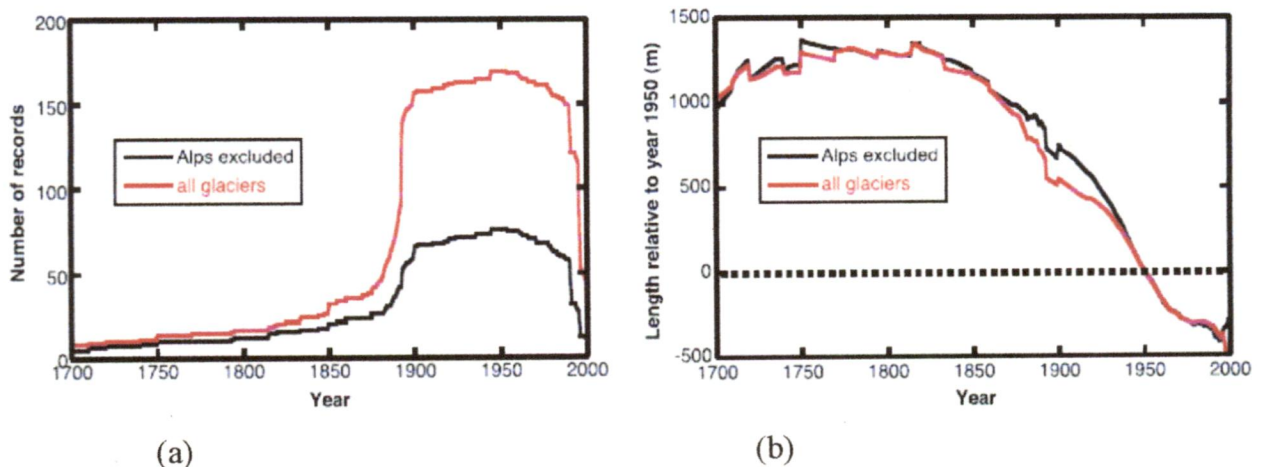 200
150
100
50
0
Number of records
Alps excluded
all glaciers
1700 1750 1800 1850 1900 1950 2000
Year
(a)
1500
1000
500
0
-500
Length relative to year 1950 (m)
Alps excluded
all glaciers
1700 1750 1800 1850 1900 1950 2000
Year
(b)